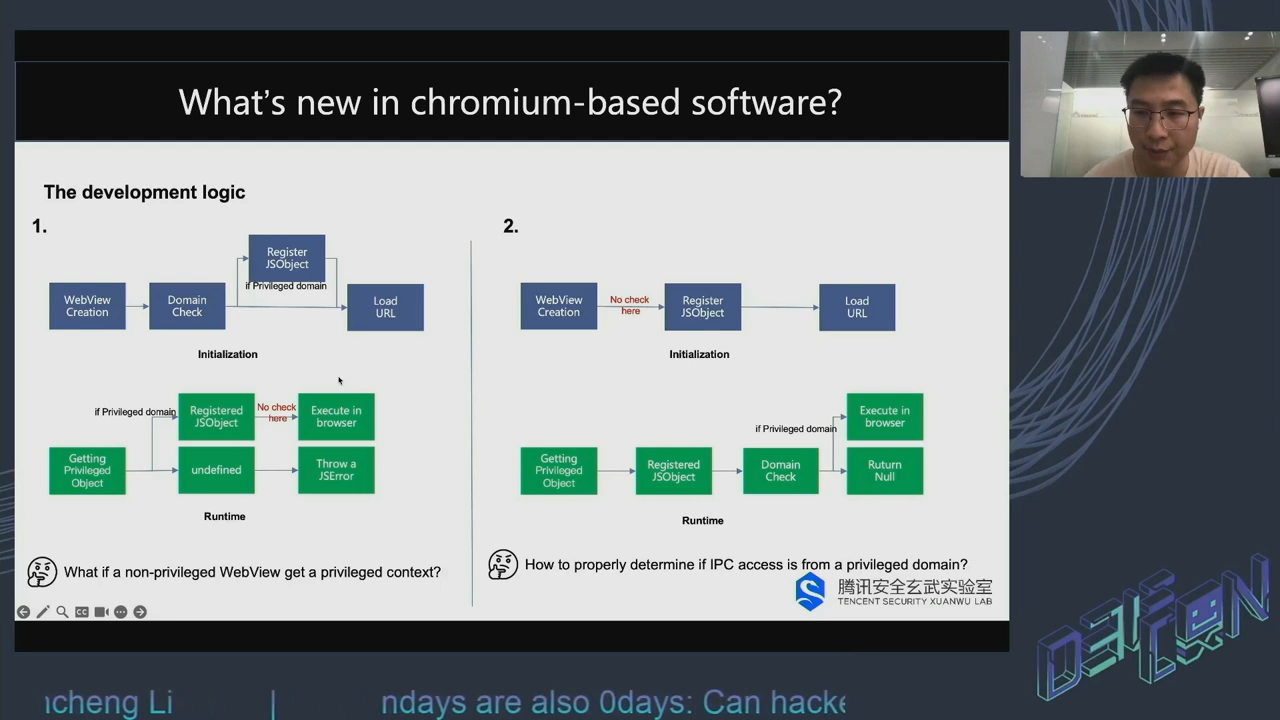 What's new in chromium-based software?
The development logic
1.
Register
JSObject
if Privileged domain
WebView
Creation
Domain
Check
Load
URL
Initialization
if Privileged domain
Registered
JSObject
No check
here
Execute in
browser
Getting
Privileged
Object
undefined
Throw a
JSError
Runtime
What if a non-privileged WebView get a privileged context?
2.
WebView
Creation
No check
here
Register
JSObject
Load
URL
Initialization
if Privileged domain
Execute in
browser
Getting
Privileged
Object
Registered
JSObject
Domain
Check
Ruturn
Null
Runtime
How to properly determine if IPC access is from a privileged domain?
腾讯安全玄武实验室
TENCENT SECURITY XUANWU LAB
CC
DEF CON
ncheng Li | ndays are also 0days: Can hacke